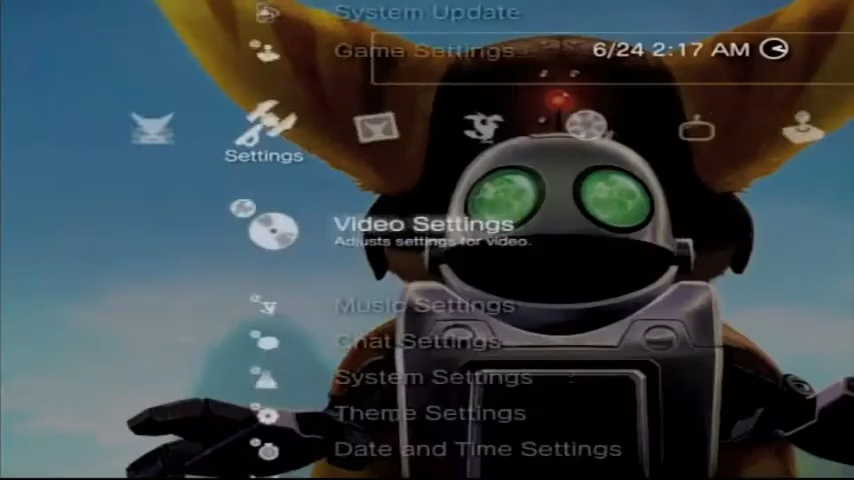 System Update
Game Settings
6/24 2:17 AM
Settings
Video Settings
Adjusts settings for video.
Music Settings
Chat Settings
System Settings
Theme Settings
Date and Time Settings